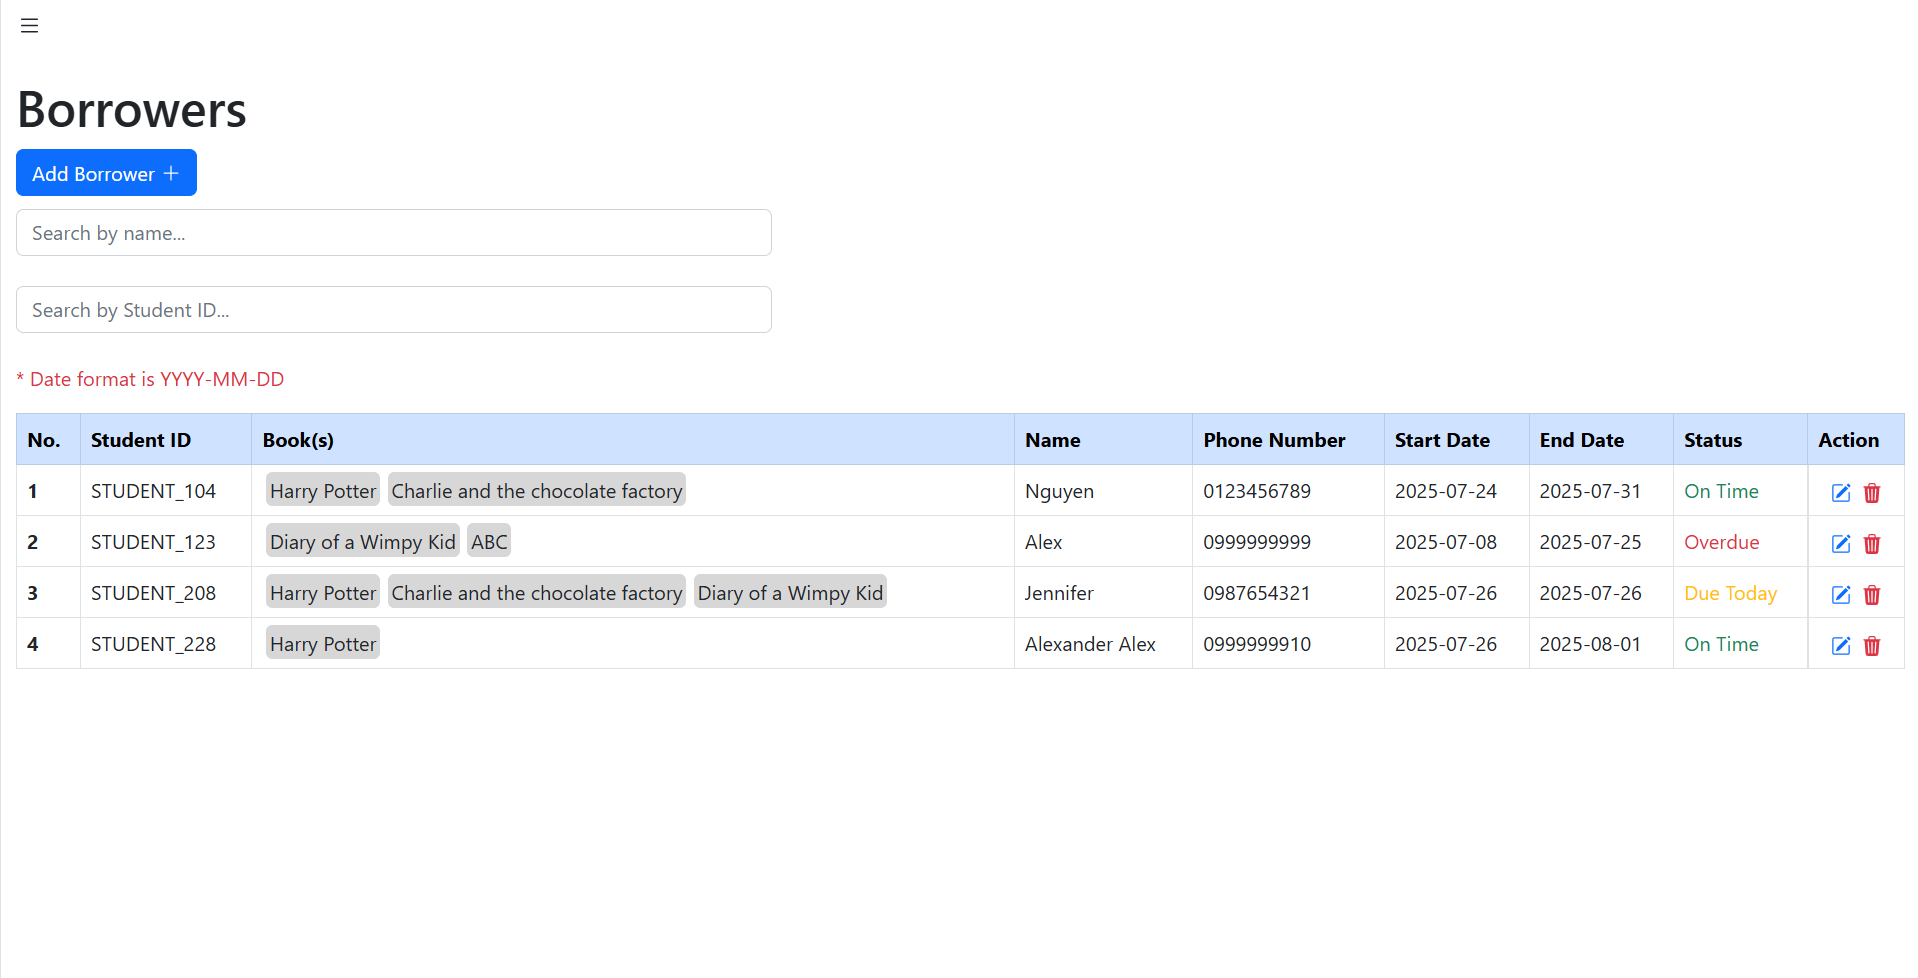 Borrowers
Add Borrower +
Search by name...
Search by Student ID...
* Date format is YYYY-MM-DD
No. Student ID Book(s) Name Phone Number Start Date End Date Status Action
1 STUDENT_104 Harry Potter Charlie and the chocolate factory Nguyen 0123456789 2025-07-24 2025-07-31 On Time
2 STUDENT_123 Diary of a Wimpy Kid ABC Alex 0999999999 2025-07-08 2025-07-25 Overdue
3 STUDENT_208 Harry Potter Charlie and the chocolate factory Diary of a Wimpy Kid Jennifer 0987654321 2025-07-26 2025-07-26 Due Today
4 STUDENT_228 Harry Potter Alexander Alex 0999999910 2025-07-26 2025-08-01 On Time